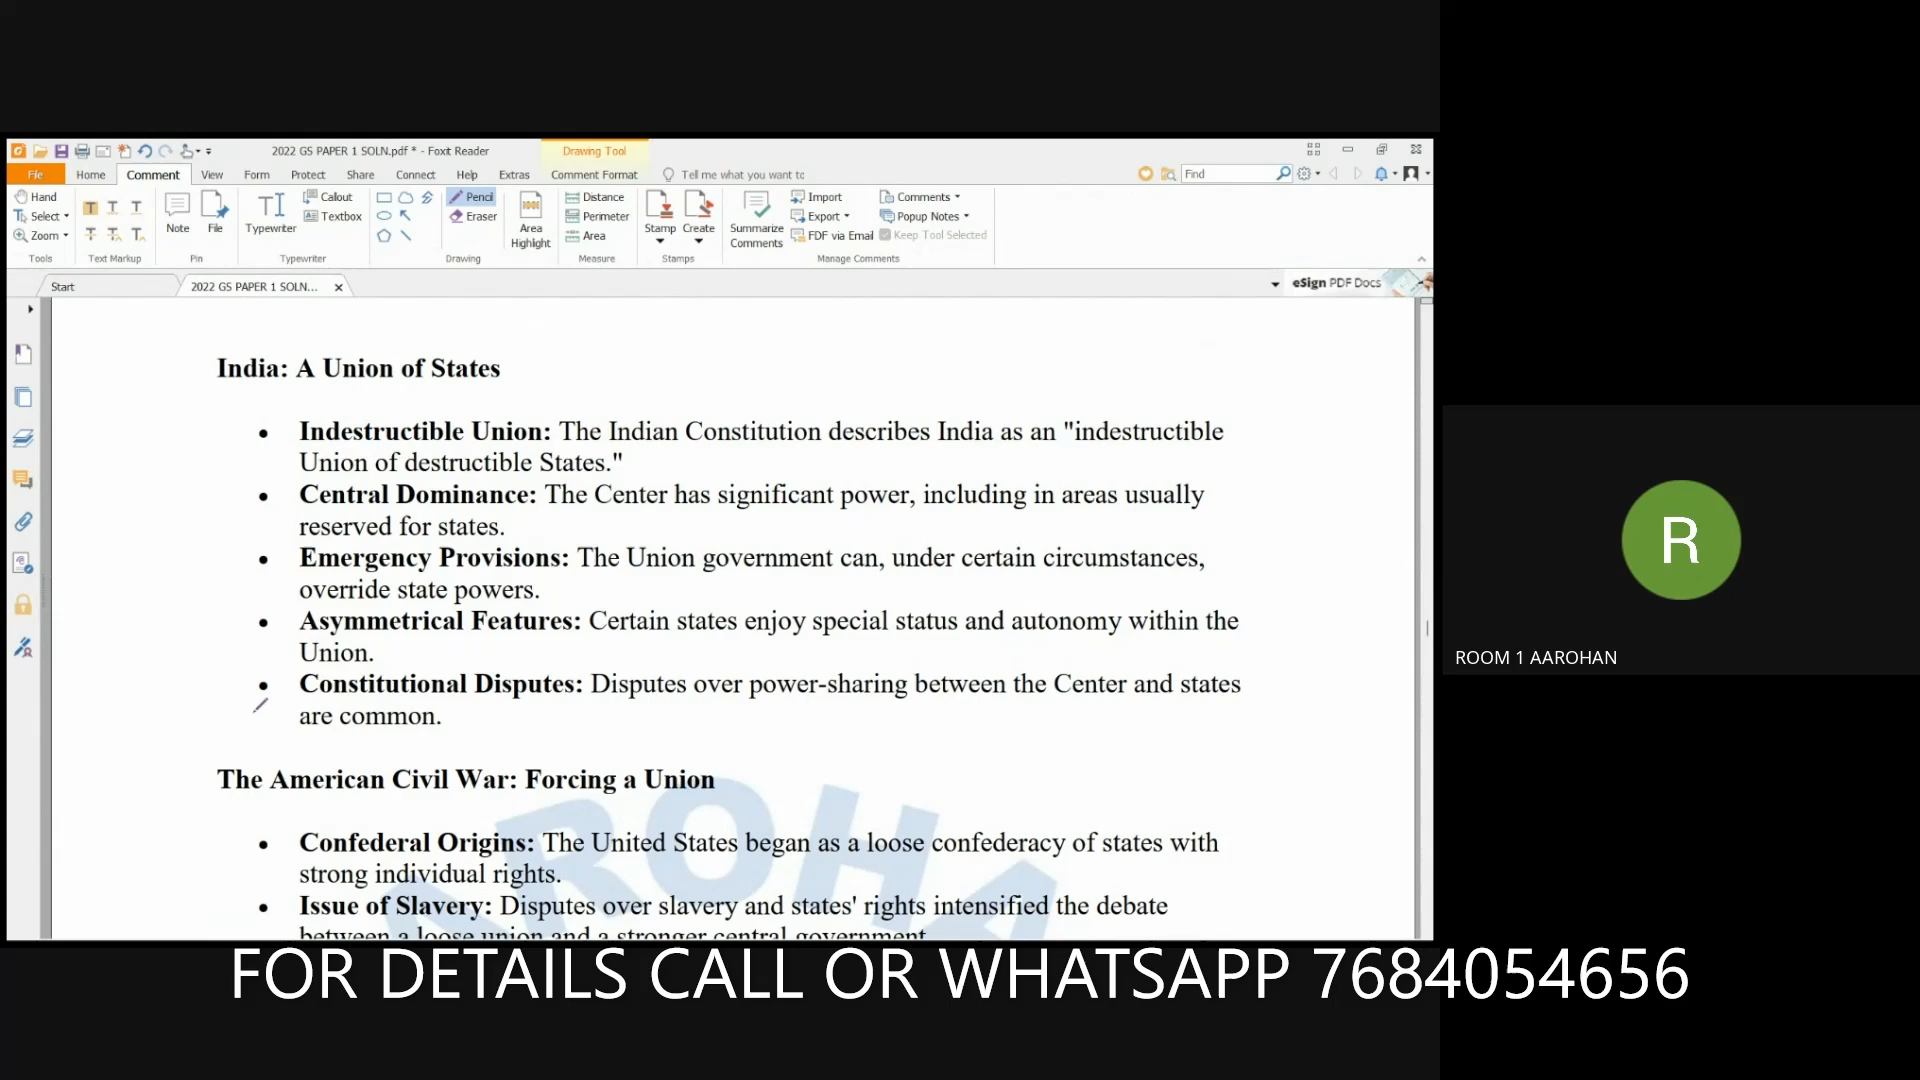 2022 GS PAPER 1 SOLN.pdf * - Foxit Reader
Drawing Tool
File Home Comment View Form Protect Share Connect Help Extras Comment Format Tell me what you want to Find
Hand
Select
Zoom
Tools
Text Markup
Note
File
Pin
Typewriter
Callout
Textbox
Typewriter
Pencil
Eraser
Area
Highlight
Drawing
Distance
Perimeter
Area
Measure
Stamp
Create
Stamps
Summarize
Comments
Import
Export
FDF via Email
Comments
Popup Notes
Keep Tool Selected
Manage Comments
Start
2022 GS PAPER 1 SOLN...
eSign PDF Docs
India: A Union of States
• Indestructible Union: The Indian Constitution describes India as an "indestructible
Union of destructible States."
• Central Dominance: The Center has significant power, including in areas usually
reserved for states.
• Emergency Provisions: The Union government can, under certain circumstances,
override state powers.
• Asymmetrical Features: Certain states enjoy special status and autonomy within the
Union.
• Constitutional Disputes: Disputes over power-sharing between the Center and states
are common.
The American Civil War: Forcing a Union
• Confederal Origins: The United States began as a loose confederacy of states with
strong individual rights.
• Issue of Slavery: Disputes over slavery and states' rights intensified the debate
between a loose union and a stronger central government.
AROHA
R
ROOM 1 AAROHAN
FOR DETAILS CALL OR WHATSAPP 7684054656